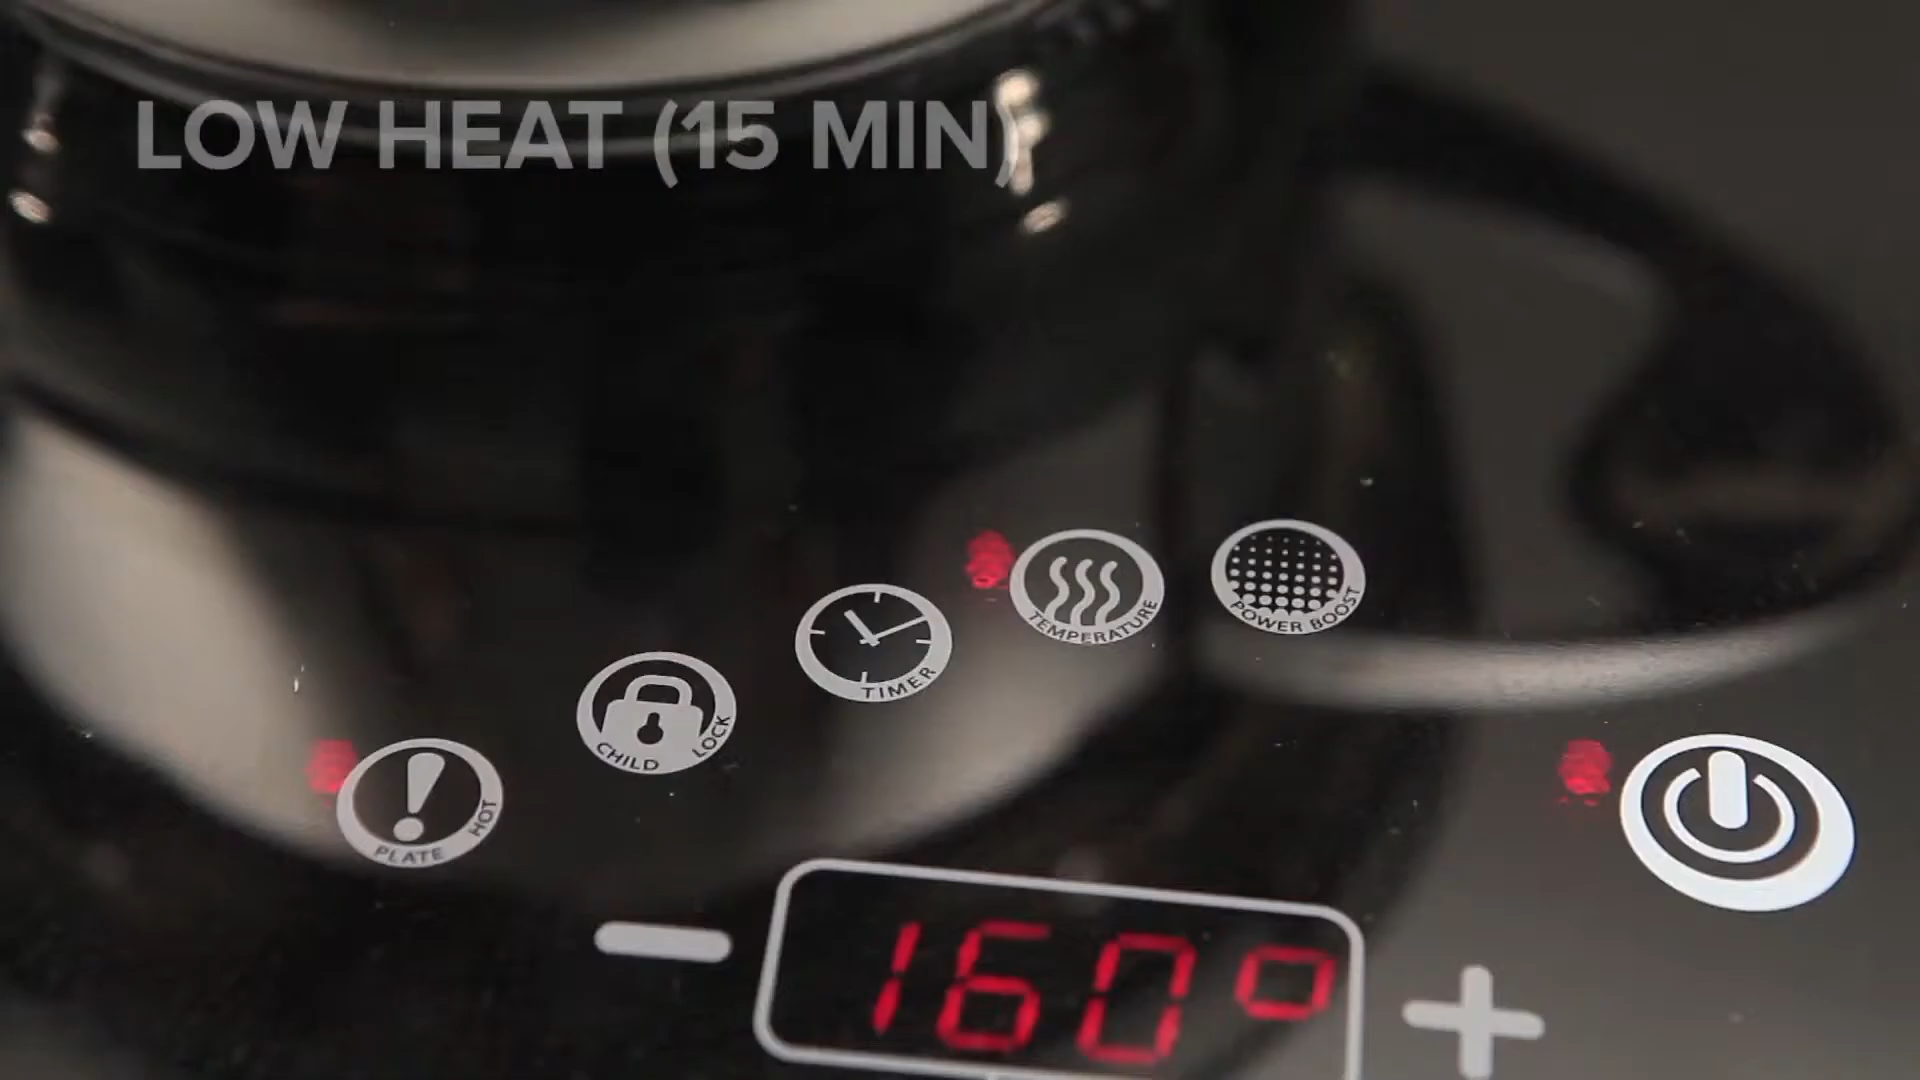 LOW HEAT (15 MIN)
TEMPERATURE
POWER BOOST
TIMER
CHILD LOCK
PLATE HOT
160°